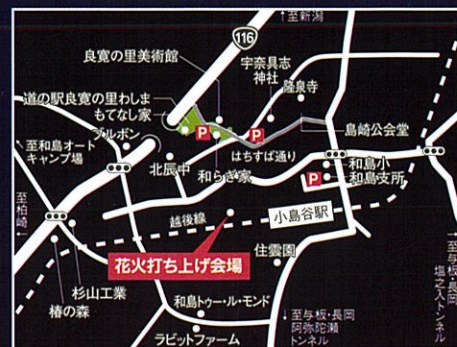 ↑至新潟
116
良寛の里美術館
宇奈具志
神社
隆泉寺
道の駅良寛の里わしま
もてなし家
P
P
島崎公会堂
ブルボン
はちすば通り
←至和島オート
キャンプ場
北辰中
和らぎ家
和島小
和島支所
P
←至柏崎
越後線
小島谷駅
花火打ち上げ会場
住雲園
杉山工業
椿の森
和島トゥー・ル・モンド
ラビットファーム
↓至与板・長岡
阿弥陀瀬
トンネル
→至与板・長岡
塩之入トンネル